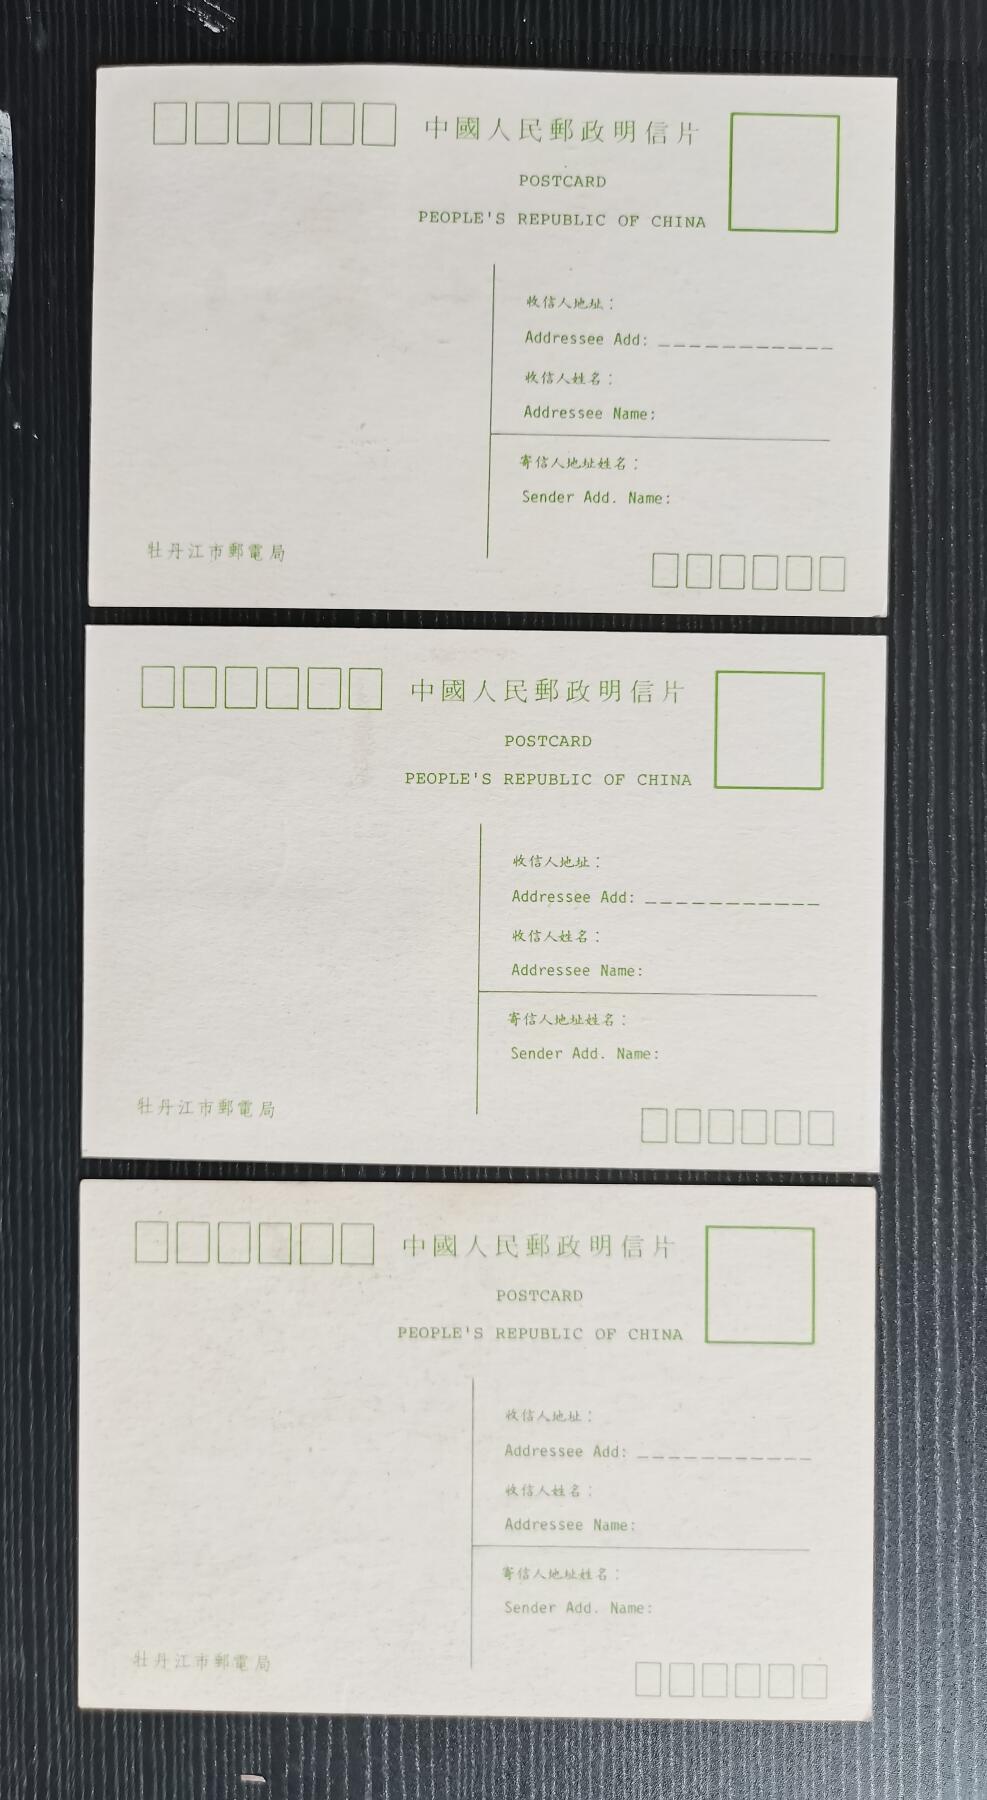 中國人民郵政明信片
POSTCARD
PEOPLE'S REPUBLIC OF CHINA
收信人地址：
Addressee Add: ___________
收信人姓名：
Addressee Name:
寄信人地址姓名：
Sender Add. Name:
牡丹江市郵電局
中國人民郵政明信片
POSTCARD
PEOPLE'S REPUBLIC OF CHINA
收信人地址：
Addressee Add: ___________
收信人姓名：
Addressee Name:
寄信人地址姓名：
Sender Add. Name:
牡丹江市郵電局
中國人民郵政明信片
POSTCARD
PEOPLE'S REPUBLIC OF CHINA
收信人地址：
Addressee Add: ___________
收信人姓名：
Addressee Name:
寄信人地址姓名：
Sender Add. Name:
牡丹江市郵電局